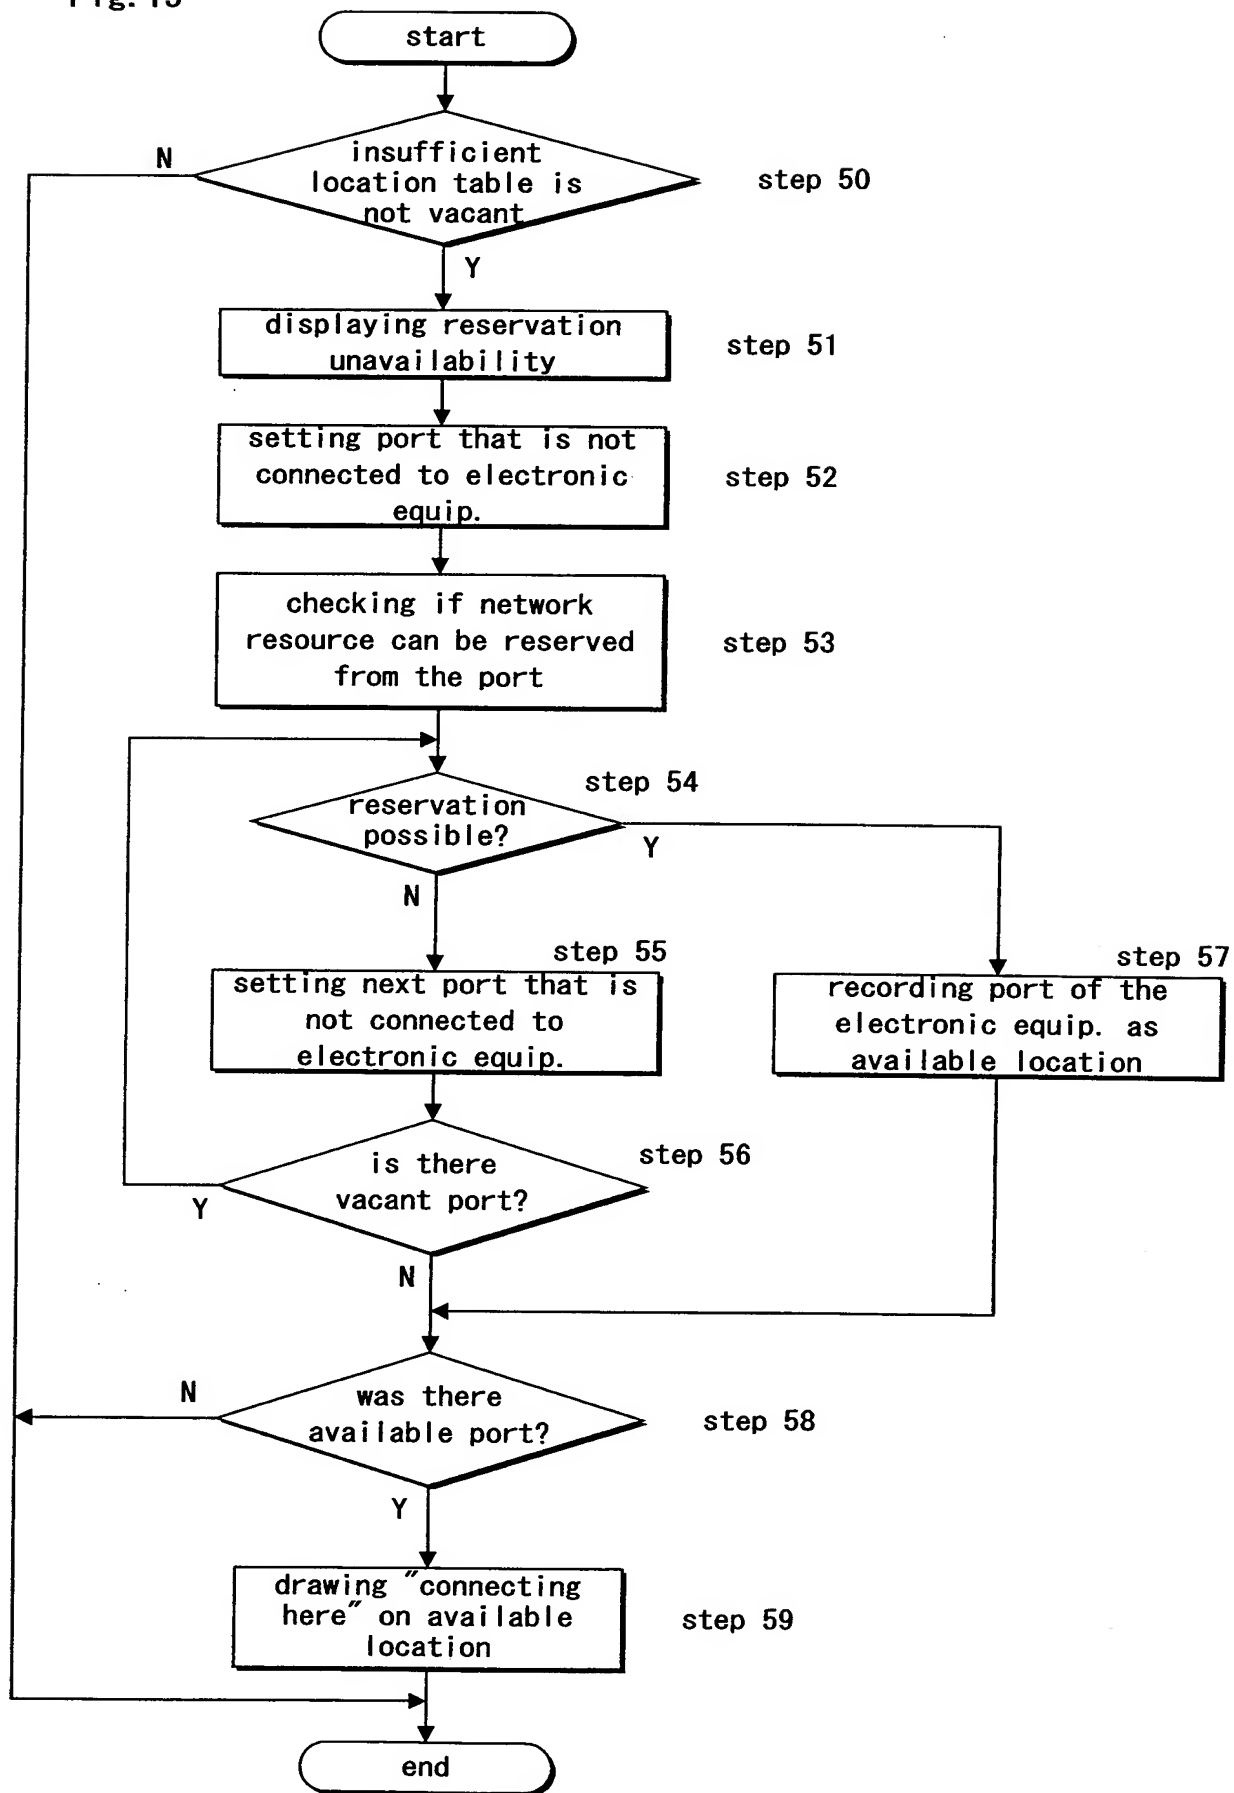 Fig. 15
start
N
insufficient
location table is
not vacant
step 50
Y
displaying reservation
unavailability
step 51
setting port that is not
connected to electronic
equip.
step 52
checking if network
resource can be reserved
from the port
step 53
step 54
reservation
possible?
Y
N
step 55
setting next port that is
not connected to
electronic equip.
step 57
recording port of the
electronic equip. as
available location
is there
vacant port?
step 56
Y
N
N
was there
available port?
step 58
Y
drawing "connecting
here" on available
location
step 59
end